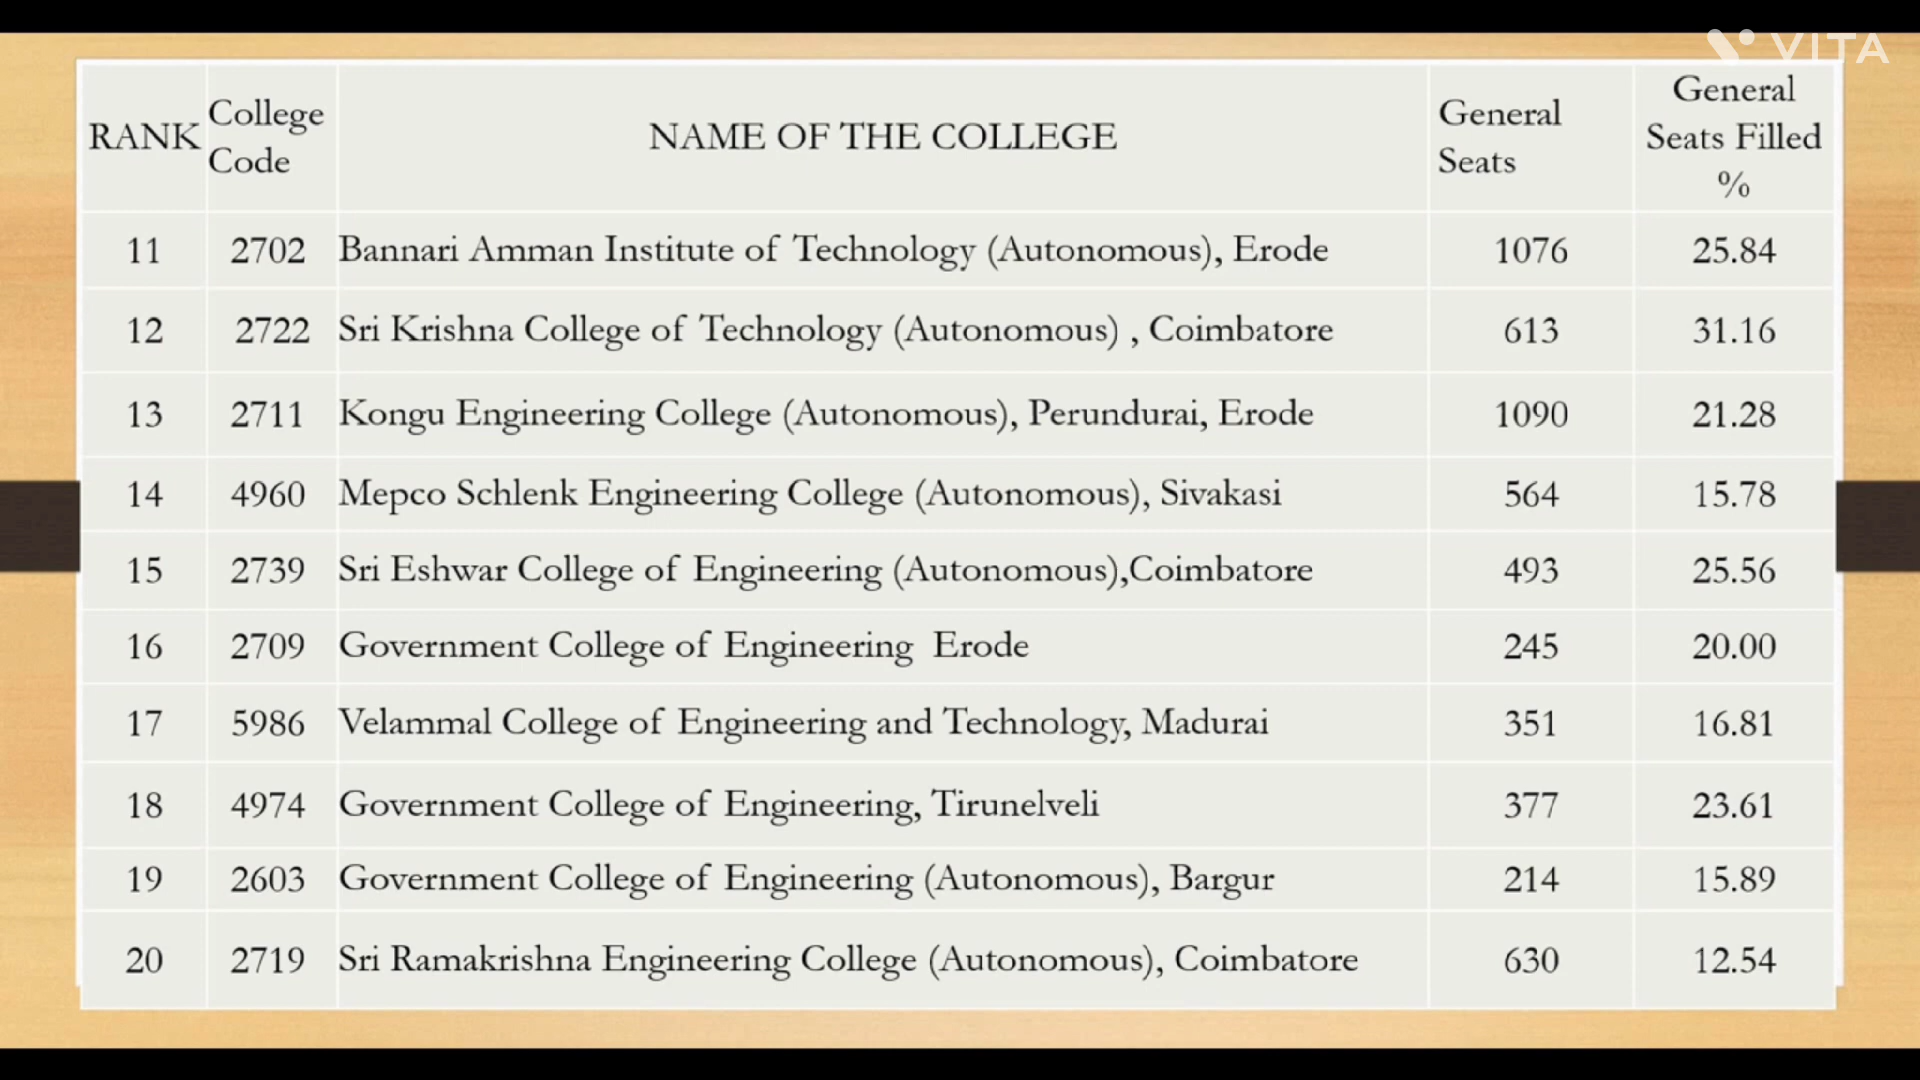 VITA
RANK College Code NAME OF THE COLLEGE General Seats General Seats Filled %
11 2702 Bannari Amman Institute of Technology (Autonomous), Erode 1076 25.84
12 2722 Sri Krishna College of Technology (Autonomous) , Coimbatore 613 31.16
13 2711 Kongu Engineering College (Autonomous), Perundurai, Erode 1090 21.28
14 4960 Mepco Schlenk Engineering College (Autonomous), Sivakasi 564 15.78
15 2739 Sri Eshwar College of Engineering (Autonomous),Coimbatore 493 25.56
16 2709 Government College of Engineering Erode 245 20.00
17 5986 Velammal College of Engineering and Technology, Madurai 351 16.81
18 4974 Government College of Engineering, Tirunelveli 377 23.61
19 2603 Government College of Engineering (Autonomous), Bargur 214 15.89
20 2719 Sri Ramakrishna Engineering College (Autonomous), Coimbatore 630 12.54